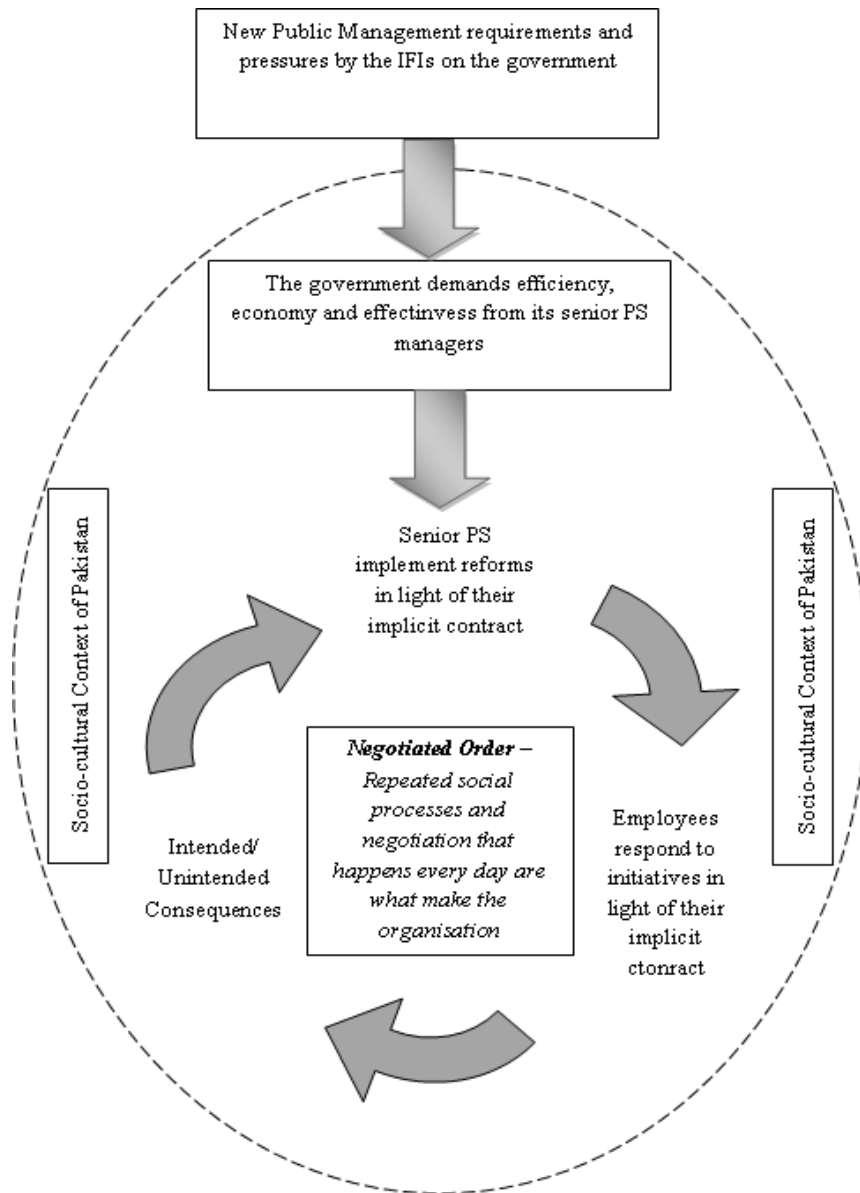 New Public Management requirements and
pressures by the IFIs on the government
The government demands efficiency,
economy and effectinvess from its senior PS
managers
Socio-cultural Context of Pakistan
Senior PS
implement reforms
in light of their
implicit contract
Socio-cultural Context of Pakistan
Negotiated Order –
Repeated social
processes and
negotiation that
happens every day are
what make the
organisation
Employees
respond to
initiatives in
light of their
implicit
ctonract
Intended/
Unintended
Consequences